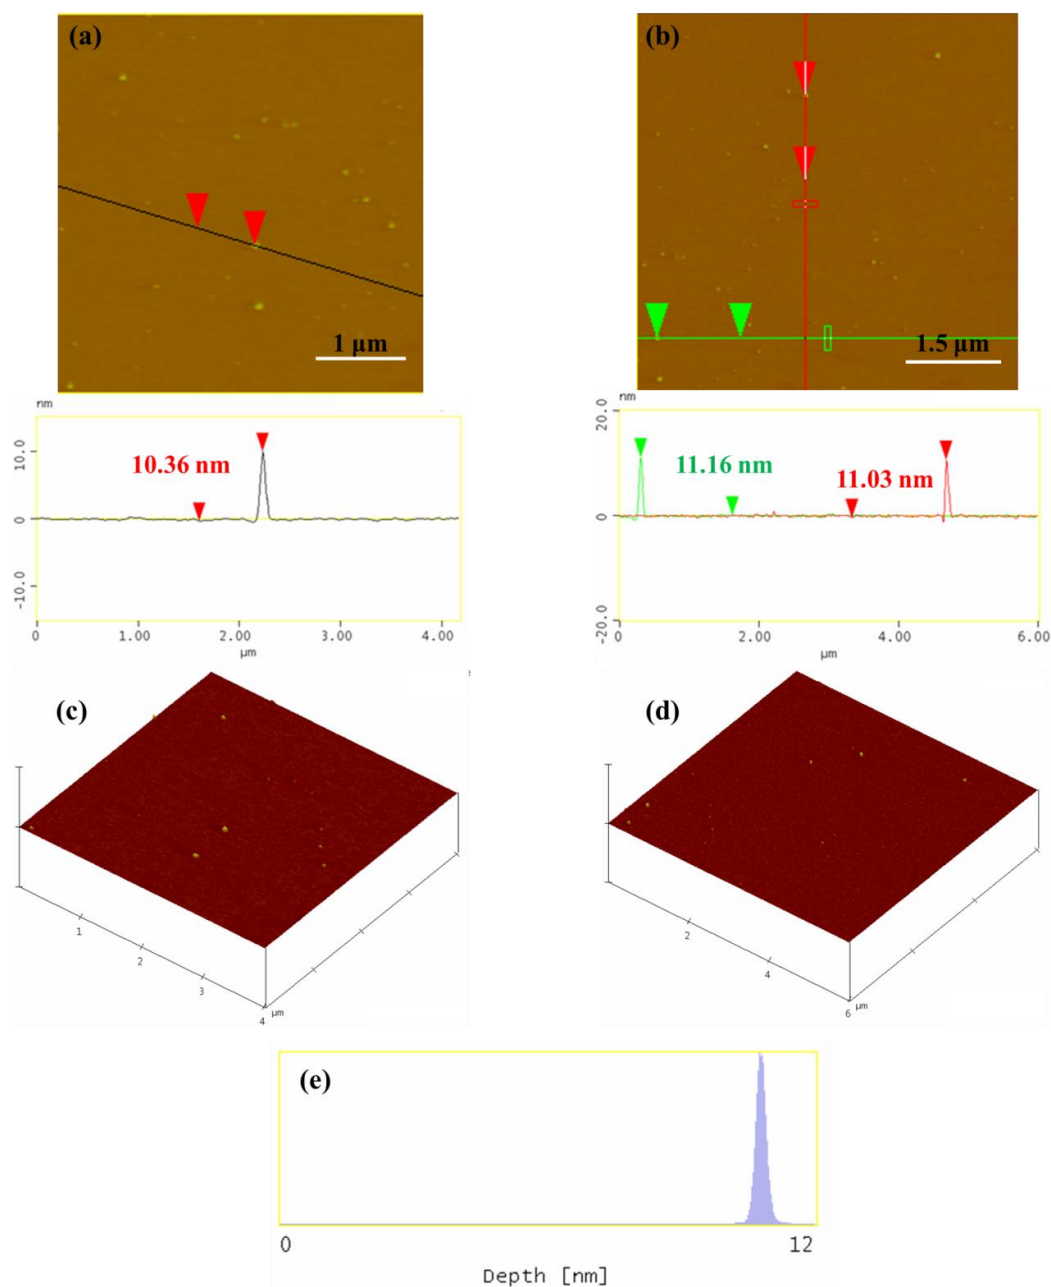 (a)
(b)
1 μm
1.5 μm
nm
10.0
0
-10.0
10.36 nm
0
1.00
2.00
3.00
4.00
μm
nm
20.0
0
-20.0
11.16 nm
11.03 nm
0
2.00
4.00
6.00
μm
(c)
1
2
3
4
μm
(d)
2
4
6
μm
(e)
0
12
Depth [nm]